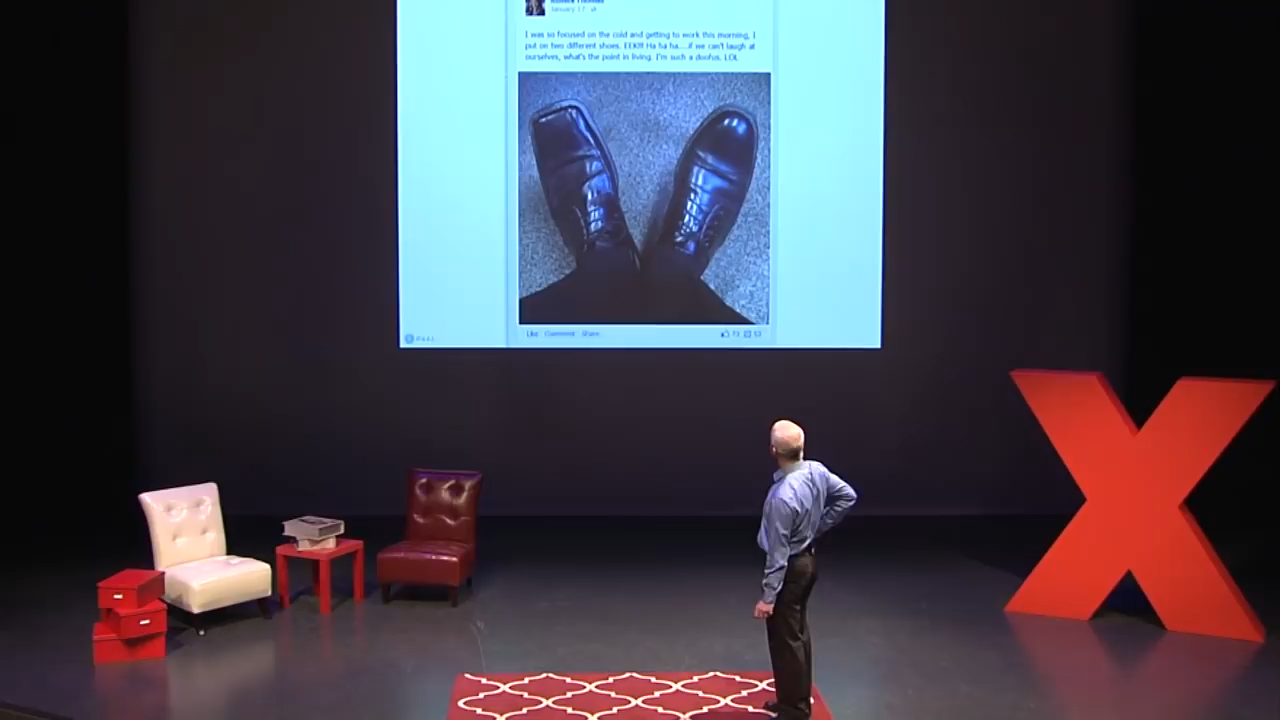 January 17
I was so focused on the cold and getting to work this morning, I
put on two different shoes. EEK!!! Ha ha ha....if we can't laugh at
ourselves, what's the point in living. I'm such a doofus. LOL
Like Comment Share
X